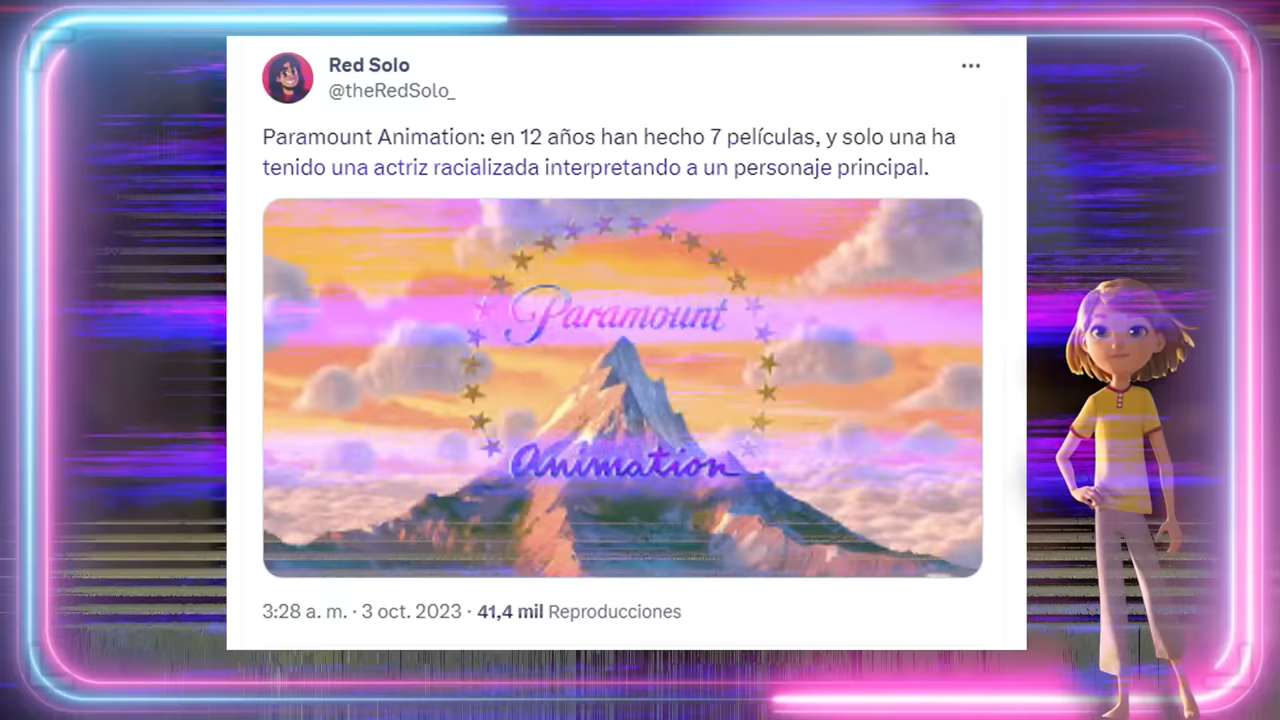 Red Solo
@theRedSolo_
Paramount Animation: en 12 años han hecho 7 películas, y solo una ha
tenido una actriz racializada interpretando a un personaje principal.
Paramount
Animation
3:28 a. m. · 3 oct. 2023 · 41,4 mil Reproducciones